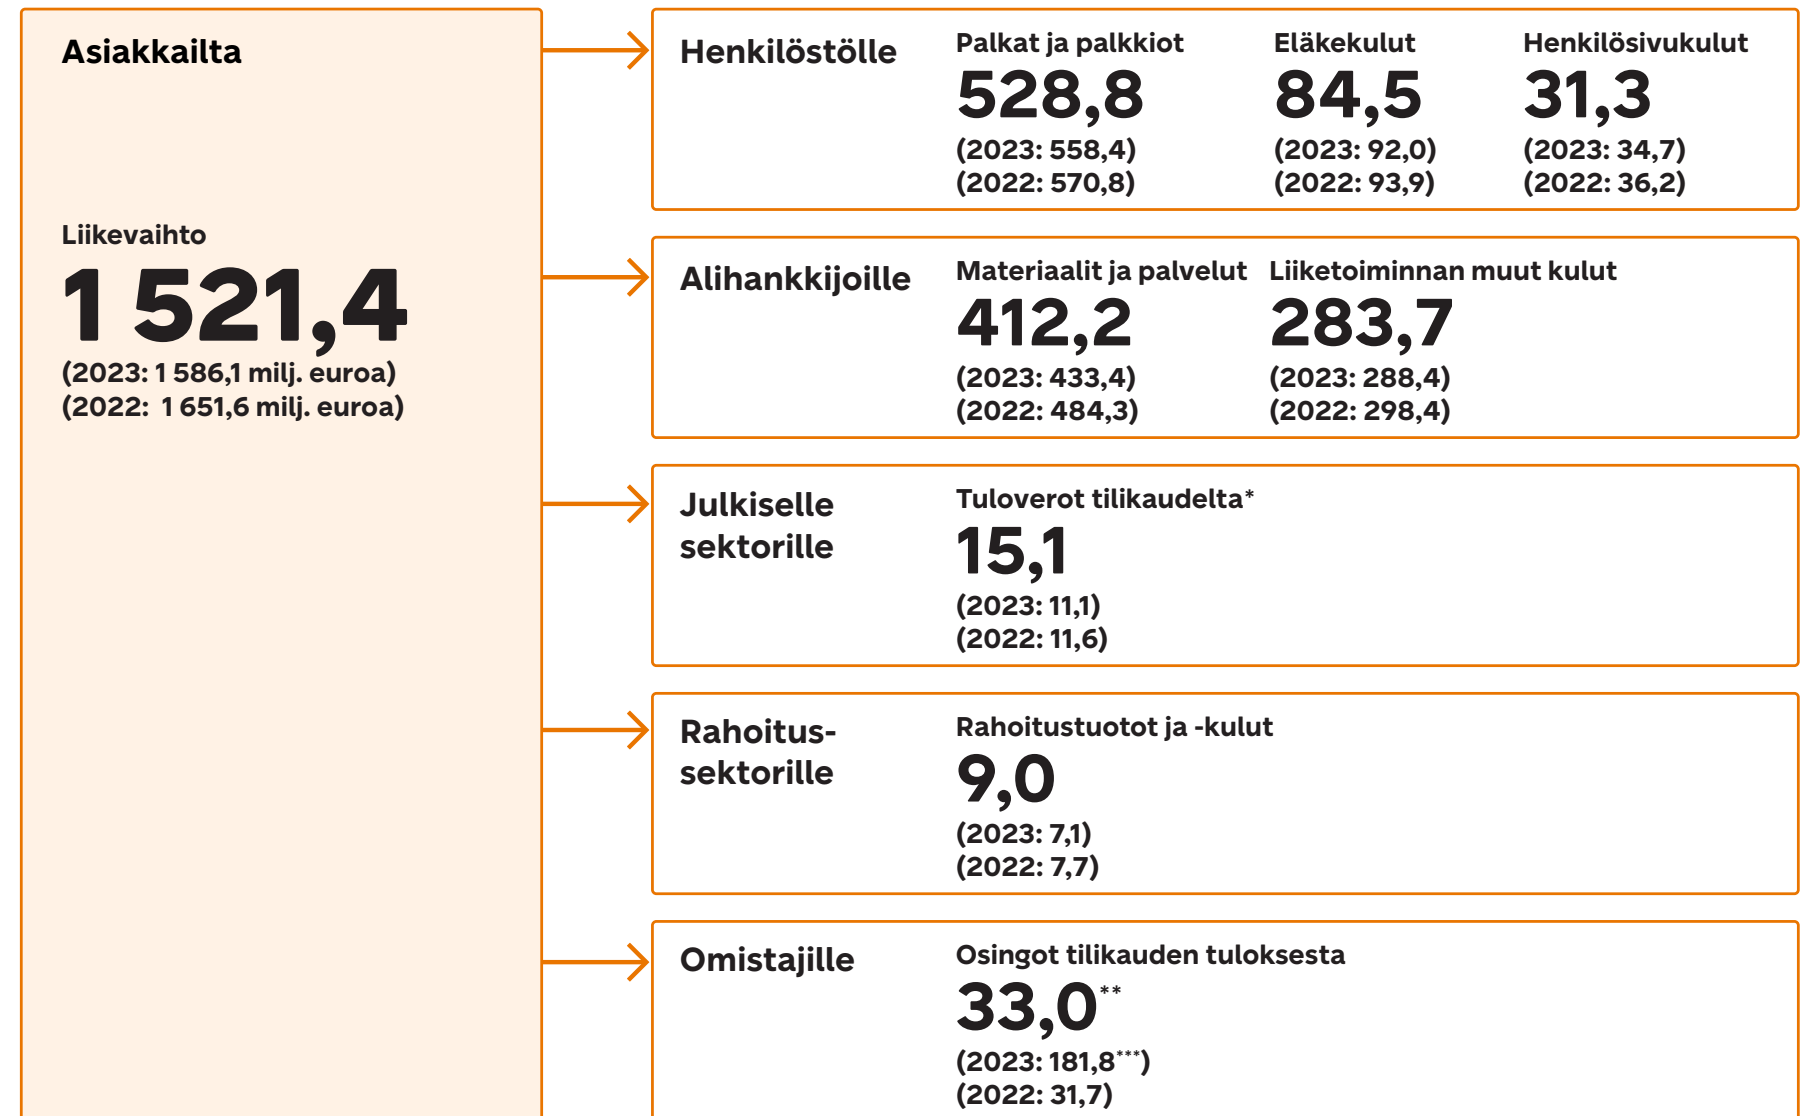 Asiakkailta
Liikevaihto
1 521,4
(2023: 1 586,1 milj. euroa)
(2022: 1 651,6 milj. euroa)
Henkilöstölle
Palkat ja palkkiot
528,8
(2023: 558,4)
(2022: 570,8)
Eläkekulut
84,5
(2023: 92,0)
(2022: 93,9)
Henkilösivukulut
31,3
(2023: 34,7)
(2022: 36,2)
Alihankkijoille
Materiaalit ja palvelut
412,2
(2023: 433,4)
(2022: 484,3)
Liiketoiminnan muut kulut
283,7
(2023: 288,4)
(2022: 298,4)
Julkiselle
sektorille
Tuloverot tilikaudelta*
15,1
(2023: 11,1)
(2022: 11,6)
Rahoitus-
sektorille
Rahoitustuotot ja -kulut
9,0
(2023: 7,1)
(2022: 7,7)
Omistajille
Osingot tilikauden tuloksesta
33,0**
(2023: 181,8***)
(2022: 31,7)